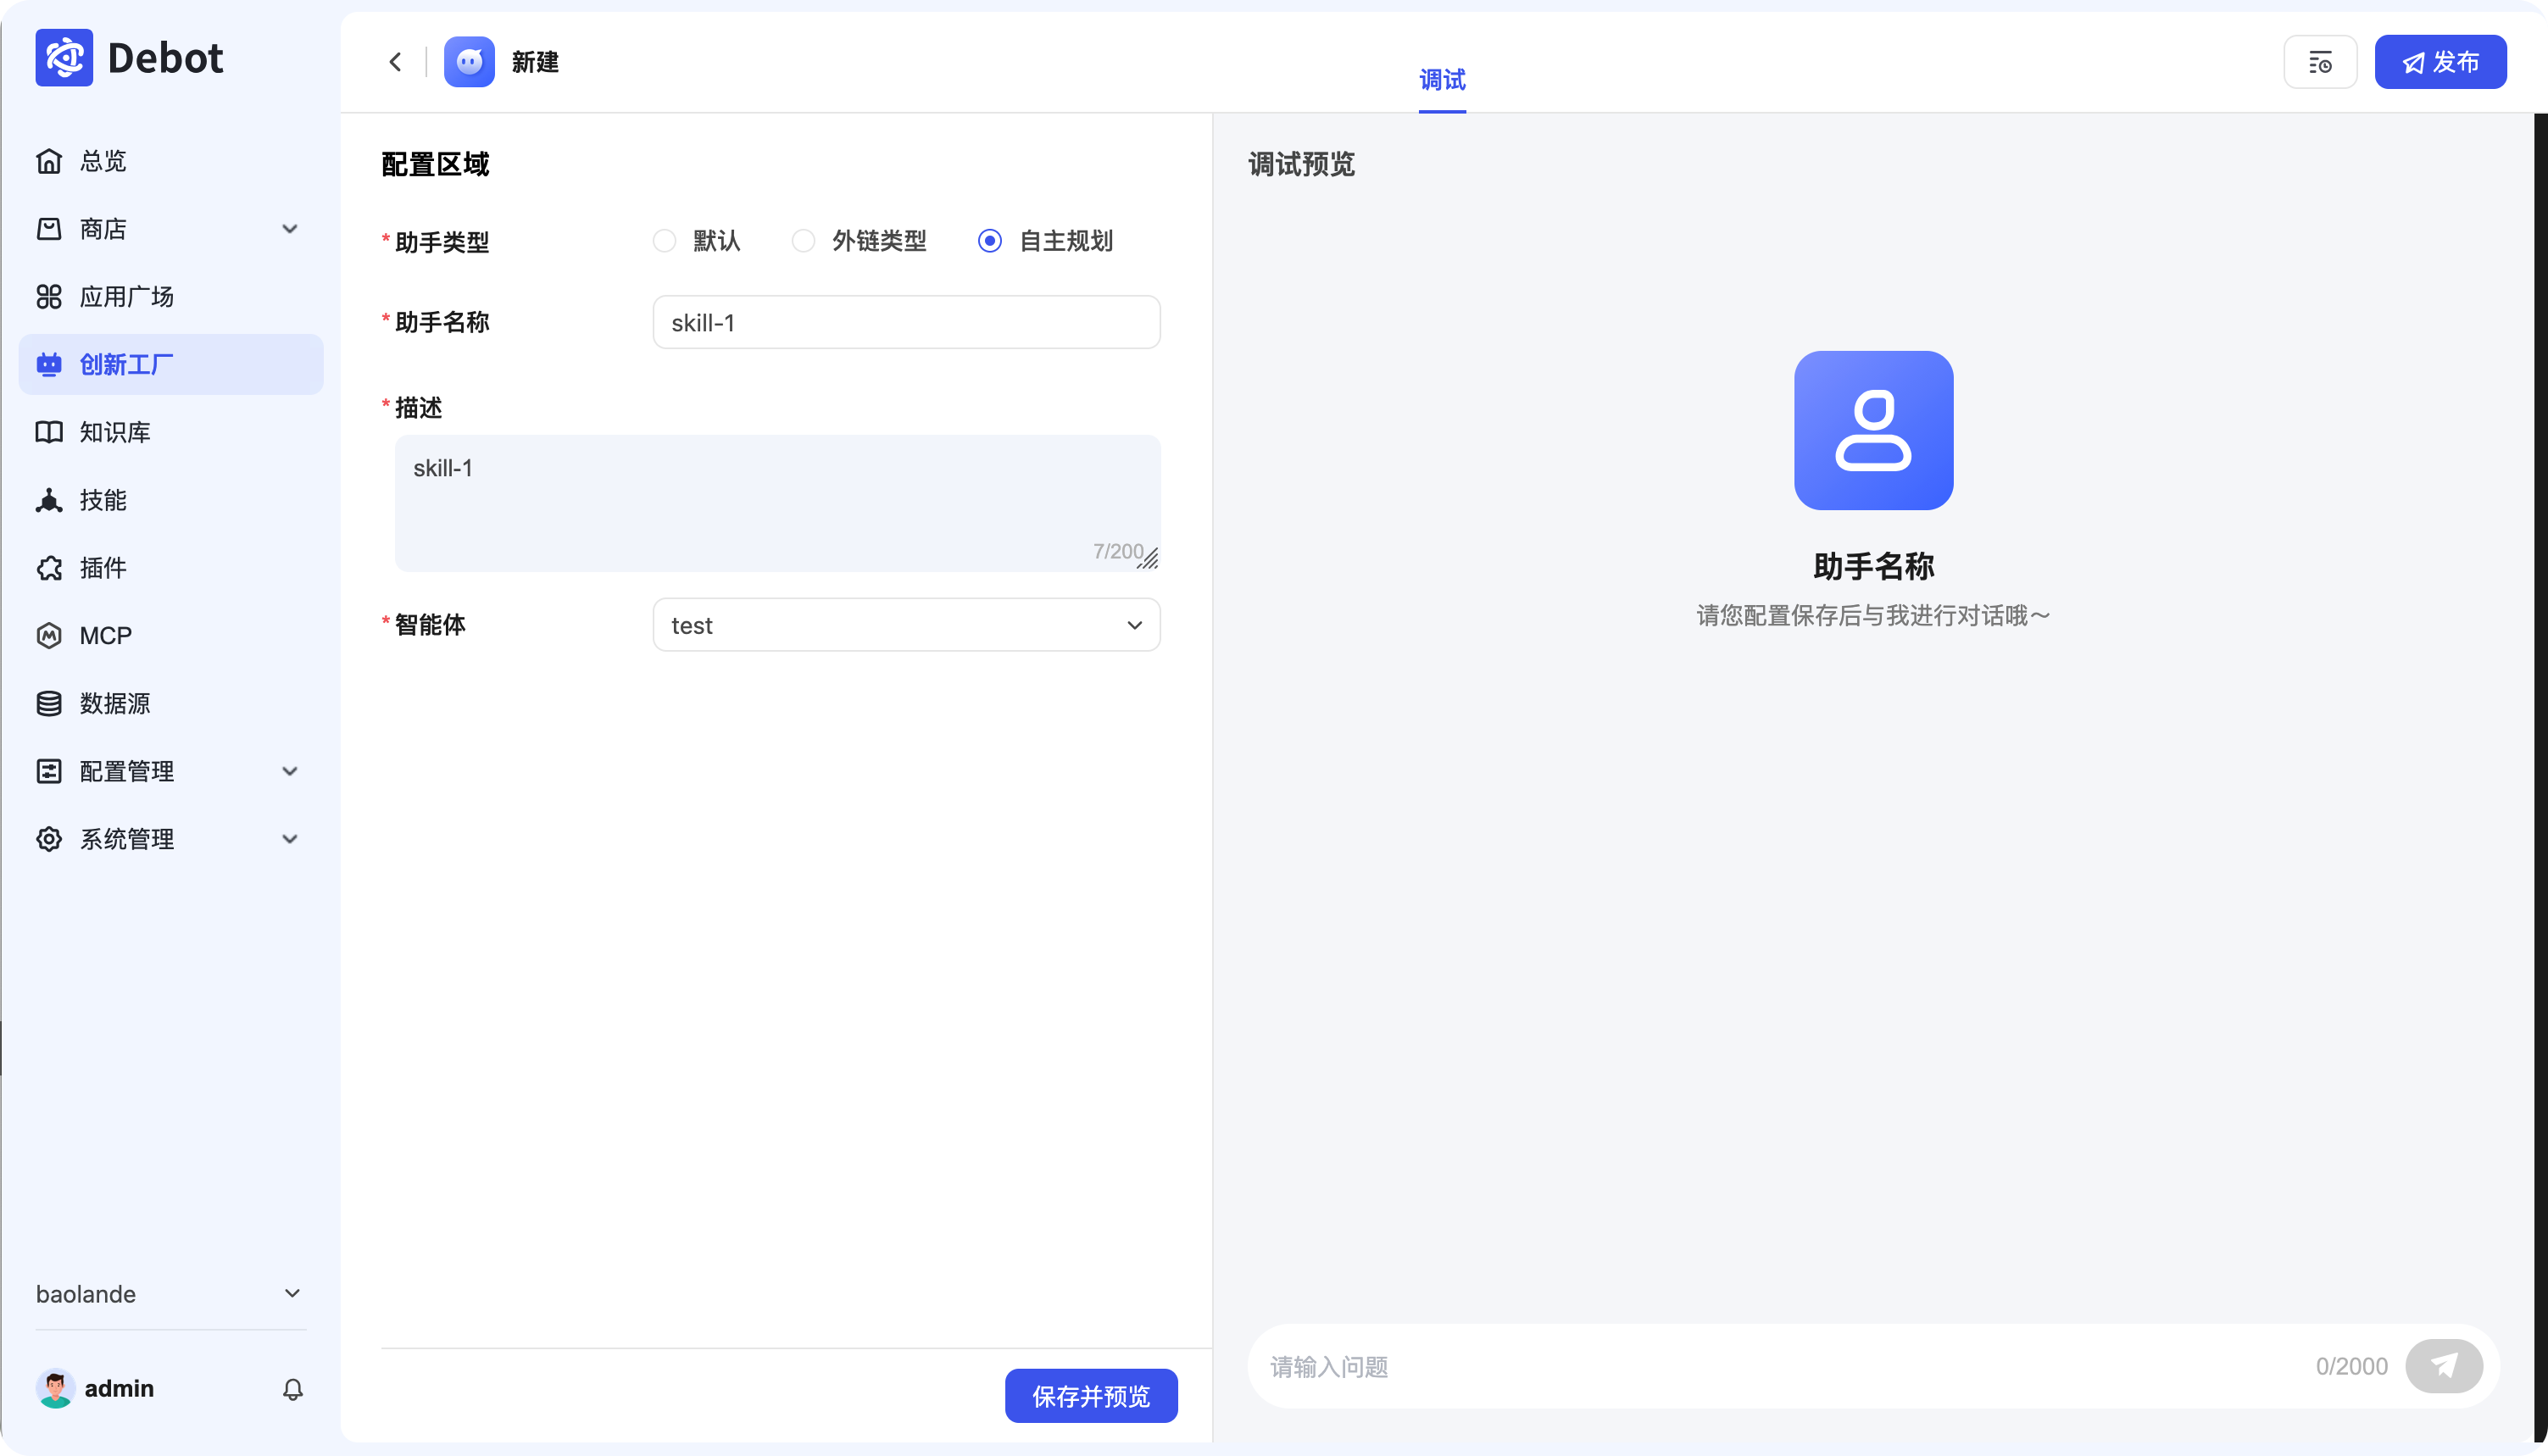 Debot
总览
商店
应用广场
创新工厂
知识库
技能
插件
MCP
数据源
配置管理
系统管理
baolande
admin
新建
调试
发布
配置区域
*助手类型
默认
外链类型
自主规划
*助手名称
skill-1
*描述
skill-1
7/200
*智能体
test
保存并预览
调试预览
助手名称
请您配置保存后与我进行对话哦～
请输入问题
0/2000